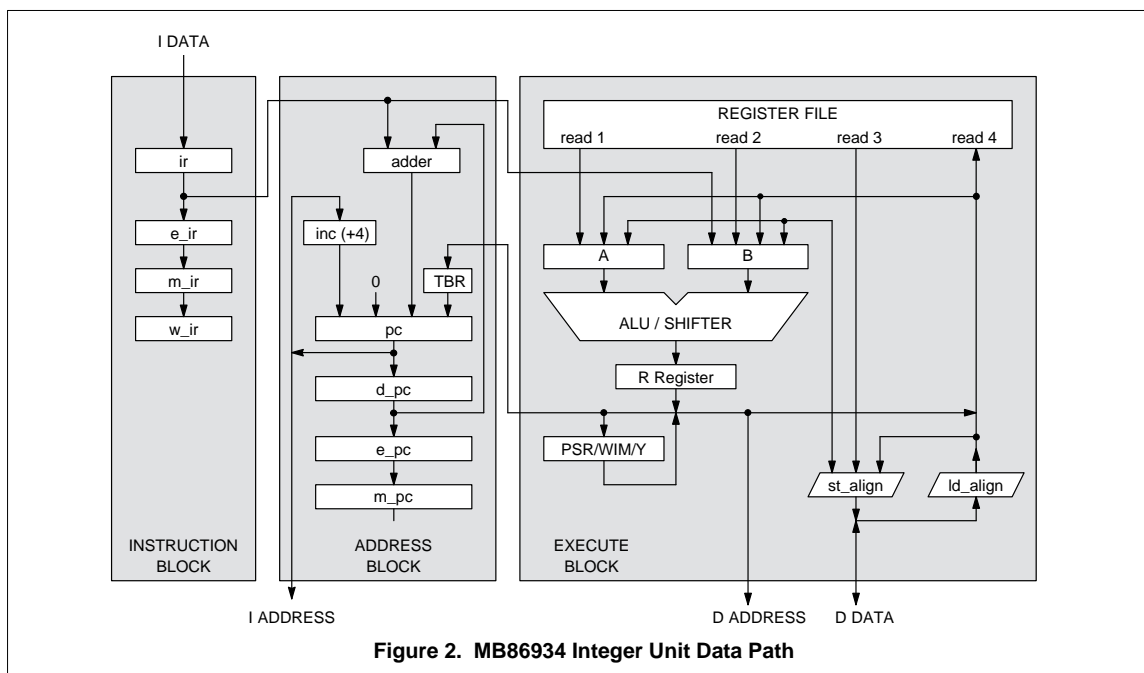 I DATA
REGISTER FILE
read 1 read 2 read 3 read 4
ir
adder
e_ir
inc (+4)
A
B
m_ir
0
TBR
w_ir
pc
ALU / SHIFTER
R Register
d_pc
e_pc
PSR/WIM/Y
m_pc
st_align
ld_align
INSTRUCTION
BLOCK
ADDRESS
BLOCK
EXECUTE
BLOCK
I ADDRESS
D ADDRESS
D DATA
Figure 2. MB86934 Integer Unit Data Path